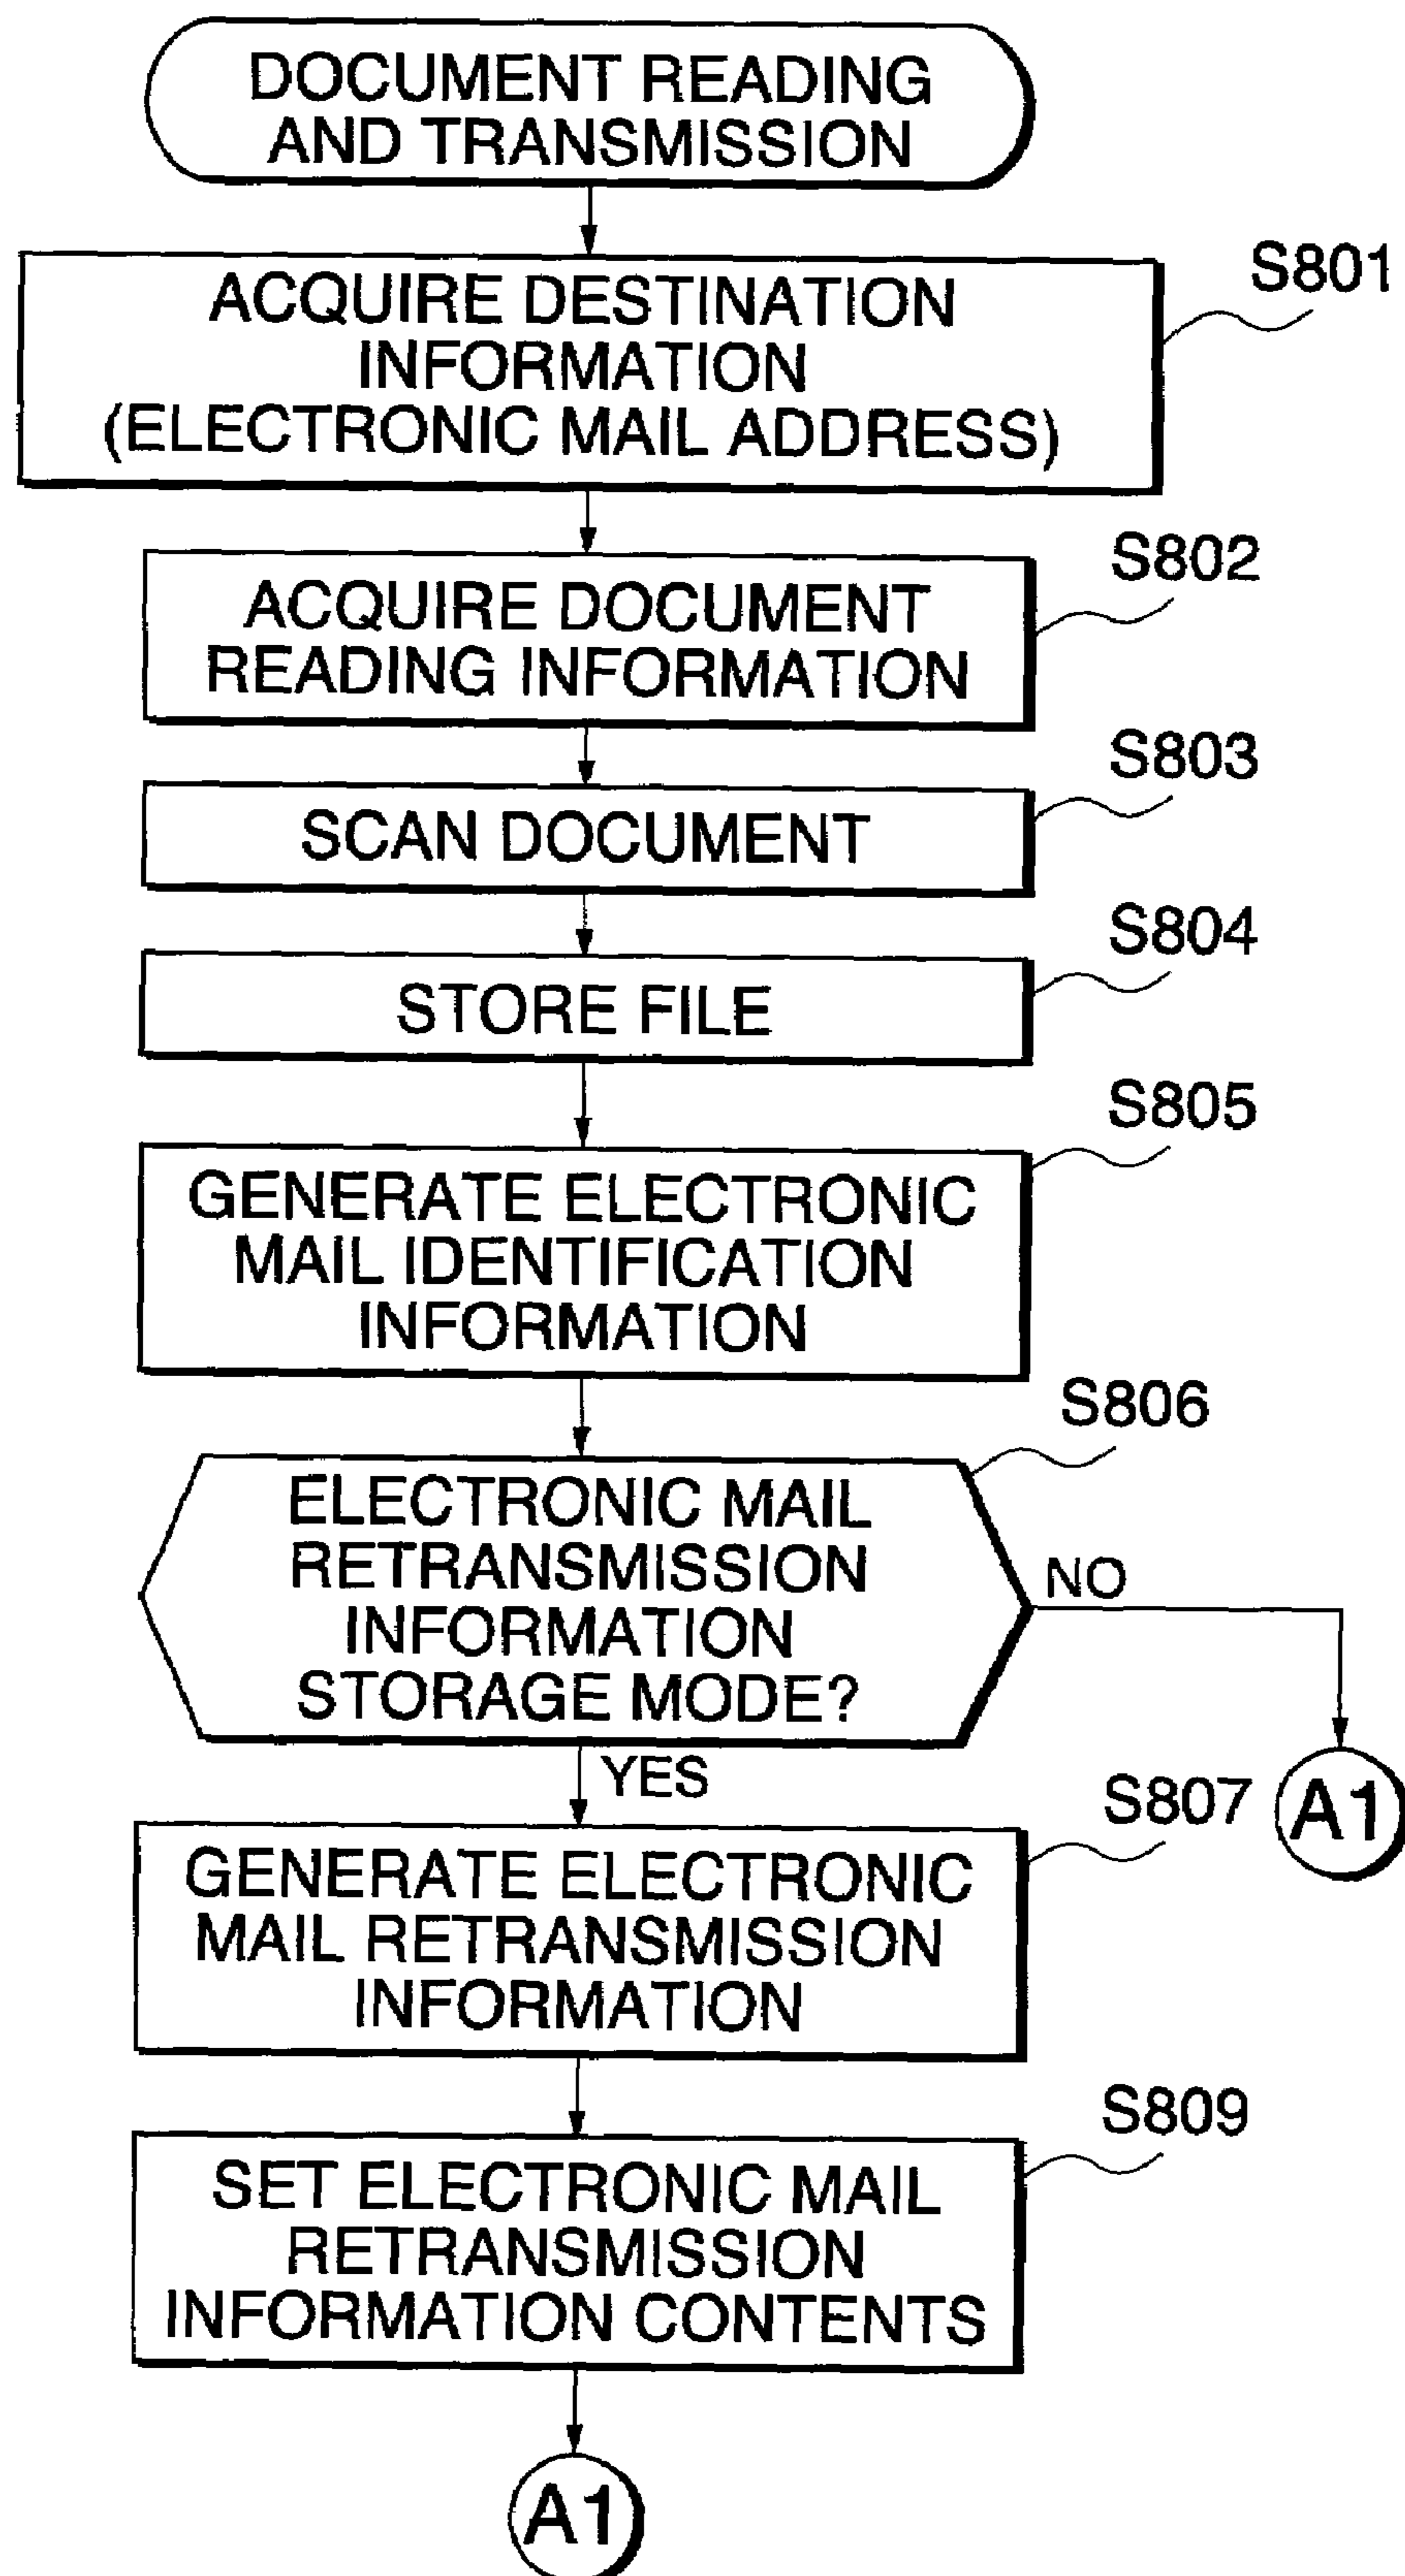 DOCUMENT READING
AND TRANSMISSION
S801
ACQUIRE DESTINATION
INFORMATION
(ELECTRONIC MAIL ADDRESS)
S802
ACQUIRE DOCUMENT
READING INFORMATION
S803
SCAN DOCUMENT
S804
STORE FILE
S805
GENERATE ELECTRONIC
MAIL IDENTIFICATION
INFORMATION
S806
ELECTRONIC MAIL
RETRANSMISSION
INFORMATION
STORAGE MODE?
NO
YES
A1
S807
GENERATE ELECTRONIC
MAIL RETRANSMISSION
INFORMATION
S809
SET ELECTRONIC MAIL
RETRANSMISSION
INFORMATION CONTENTS
A1